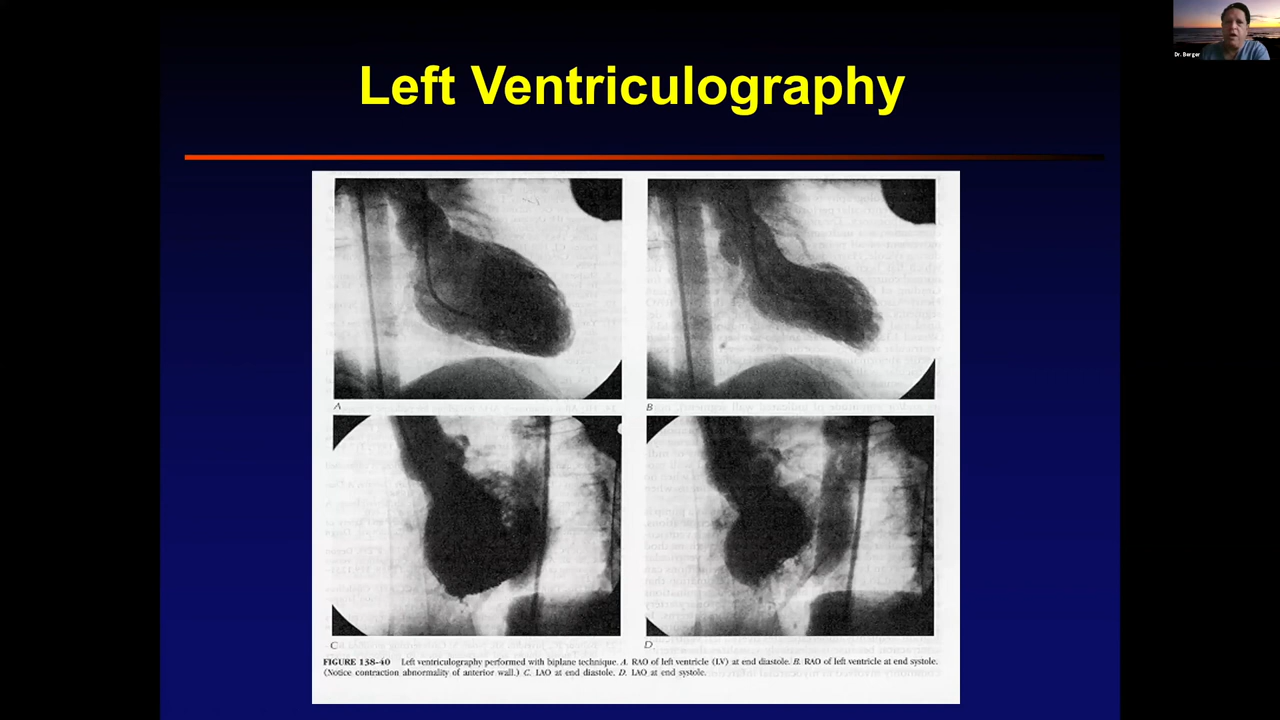 Left Ventriculography
Dr. Berger
A
B
C
D.
FIGURE 138-40 Left ventriculography performed with biplane technique. A. RAO of left ventricle (LV) at end diastole. B. RAO of left ventricle at end systole.
(Notice contraction abnormality of anterior wall.) C. LAO at end diastole. D. LAO at end systole.